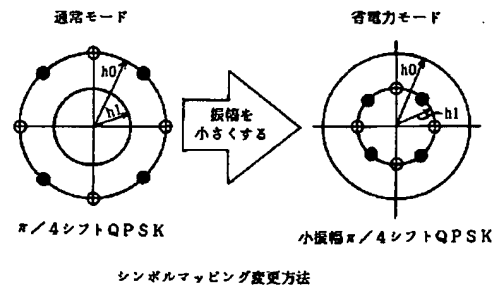 通常モード
省電力モード
h0
h1
振幅を
小さくする
h0
h1
π／4シフトQPSK
小振幅π／4シフトQPSK
シンボルマッピング変更方法